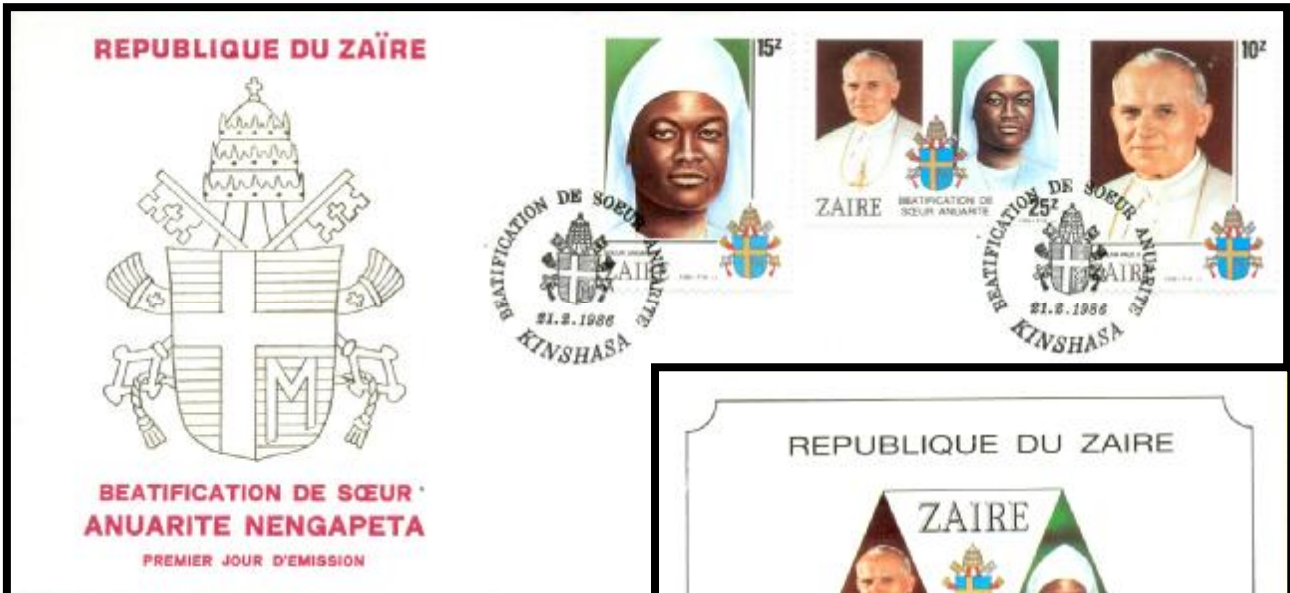 REPUBLIQUE DU ZAÏRE
M
BEATIFICATION DE SŒUR
ANUARITE NENGAPETA
PREMIER JOUR D'EMISSION
15z
ZAIRE
BEATIFICATION DE SOEUR ANUARITE
21.2.1986
KINSHASA
ZAIRE
BEATIFICATION DE
SŒUR ANUARITE
25z
10z
ZAIRE
BEATIFICATION DE SOEUR ANUARITE
21.2.1986
KINSHASA
REPUBLIQUE DU ZAIRE
ZAIRE